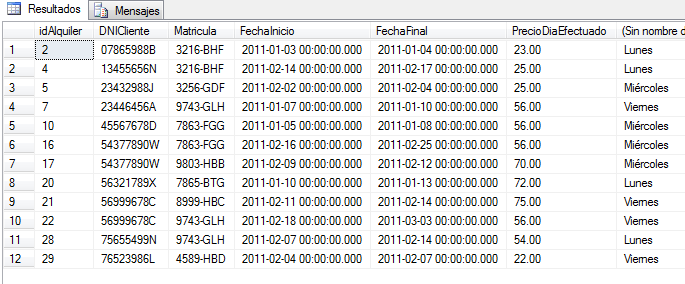 Resultados Mensajes
idAlquiler DNICliente Matricula FechaInicio FechaFinal PrecioDiaEfectuado (Sin nombre d
1 2 07865988B 3216-BHF 2011-01-03 00:00:00.000 2011-01-04 00:00:00.000 23.00 Lunes
2 4 13455656N 3216-BHF 2011-02-14 00:00:00.000 2011-02-17 00:00:00.000 25.00 Lunes
3 5 23432988J 3256-GDF 2011-02-02 00:00:00.000 2011-02-04 00:00:00.000 25.00 Miércoles
4 7 23446456A 9743-GLH 2011-01-07 00:00:00.000 2011-01-10 00:00:00.000 56.00 Viernes
5 10 45567678D 7863-FGG 2011-01-05 00:00:00.000 2011-01-08 00:00:00.000 56.00 Miércoles
6 16 54377890W 7863-FGG 2011-02-16 00:00:00.000 2011-02-25 00:00:00.000 56.00 Miércoles
7 17 54377890W 9803-HBB 2011-02-09 00:00:00.000 2011-02-12 00:00:00.000 70.00 Miércoles
8 20 56321789X 7865-BTG 2011-01-10 00:00:00.000 2011-01-13 00:00:00.000 72.00 Lunes
9 21 56999678C 8999-HBC 2011-02-11 00:00:00.000 2011-02-14 00:00:00.000 75.00 Viernes
10 22 56999678C 9743-GLH 2011-02-18 00:00:00.000 2011-03-03 00:00:00.000 56.00 Viernes
11 28 75655499N 9743-GLH 2011-02-07 00:00:00.000 2011-02-14 00:00:00.000 54.00 Lunes
12 29 76523986L 4589-HBD 2011-02-04 00:00:00.000 2011-02-07 00:00:00.000 22.00 Viernes